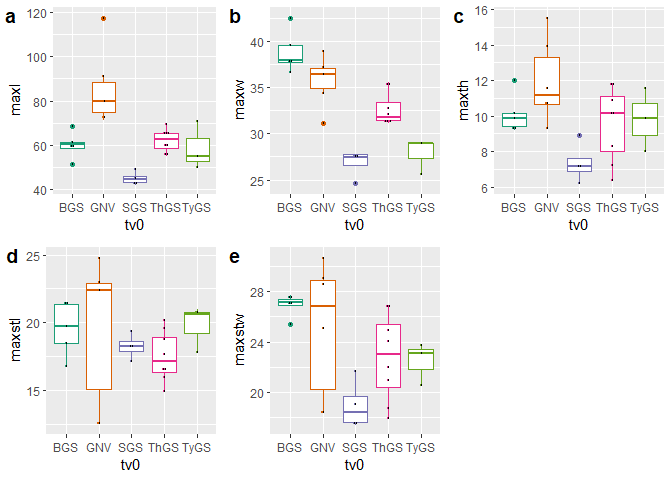 a
maxl
120
100
80
60
40
BGS GNV SGS ThGS TyGS
tv0
b
maxw
40
35
30
25
BGS GNV SGS ThGS TyGS
tv0
c
maxth
16
14
12
10
8
6
BGS GNV SGS ThGS TyGS
tv0
d
maxstl
25
20
15
BGS GNV SGS ThGS TyGS
tv0
e
maxstw
28
24
20
BGS GNV SGS ThGS TyGS
tv0